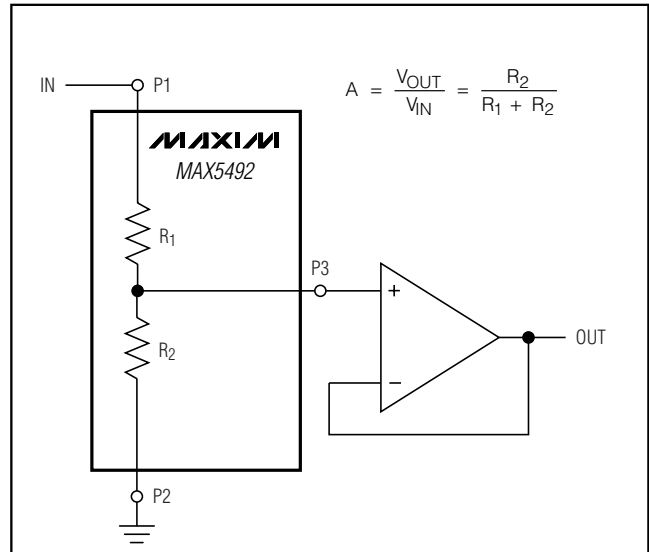 IN
P1
A = V_OUT / V_IN = R_2 / (R_1 + R_2)
MAXIM
MAX5492
R1
P3
+
R2
OUT
−
P2